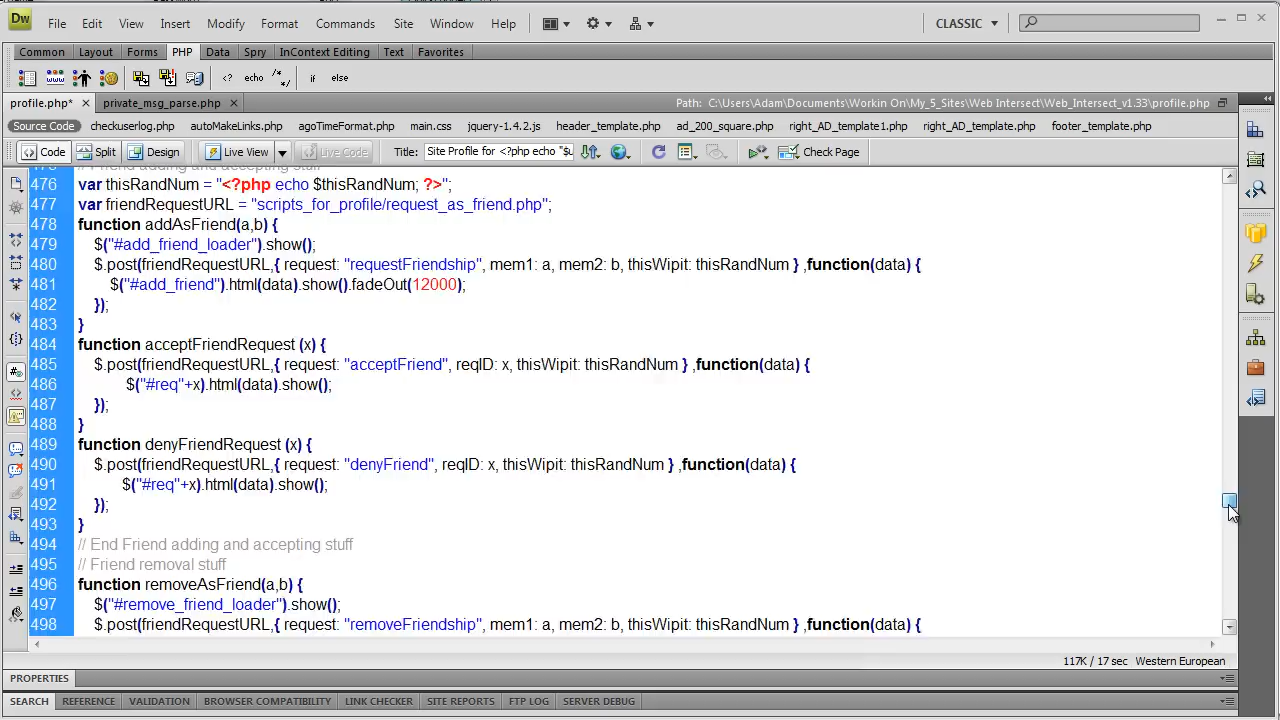 Dw File Edit View Insert Modify Format Commands Site Window Help CLASSIC
Common Layout Forms PHP Data Spry InContext Editing Text Favorites
<? echo /* */ if else
profile.php* × private_msg_parse.php × Path: C:\Users\Adam\Documents\Workin On\My_5_Sites\Web Intersect\Web_Intersect_v1.33\profile.php
Source Code checkuserlog.php autoMakeLinks.php agoTimeFormat.php main.css jquery-1.4.2.js header_template.php ad_200_square.php right_AD_template1.php right_AD_template.php footer_template.php
Code Split Design Live View Live Code Title: Site Profile for <?php echo "$u Check Page
475 // Friend adding and accepting stuff
476 var thisRandNum = "<?php echo $thisRandNum; ?>";
477 var friendRequestURL = "scripts_for_profile/request_as_friend.php";
478 function addAsFriend(a,b) {
479 $("#add_friend_loader").show();
480 $.post(friendRequestURL,{ request: "requestFriendship", mem1: a, mem2: b, thisWipit: thisRandNum } ,function(data) {
481 $("#add_friend").html(data).show().fadeOut(12000);
482 });
483 }
484 function acceptFriendRequest (x) {
485 $.post(friendRequestURL,{ request: "acceptFriend", reqID: x, thisWipit: thisRandNum } ,function(data) {
486 $("#req"+x).html(data).show();
487 });
488 }
489 function denyFriendRequest (x) {
490 $.post(friendRequestURL,{ request: "denyFriend", reqID: x, thisWipit: thisRandNum } ,function(data) {
491 $("#req"+x).html(data).show();
492 });
493 }
494 // End Friend adding and accepting stuff
495 // Friend removal stuff
496 function removeAsFriend(a,b) {
497 $("#remove_friend_loader").show();
498 $.post(friendRequestURL,{ request: "removeFriendship", mem1: a, mem2: b, thisWipit: thisRandNum } ,function(data) {
117K / 17 sec Western European
PROPERTIES
SEARCH REFERENCE VALIDATION BROWSER COMPATIBILITY LINK CHECKER SITE REPORTS FTP LOG SERVER DEBUG